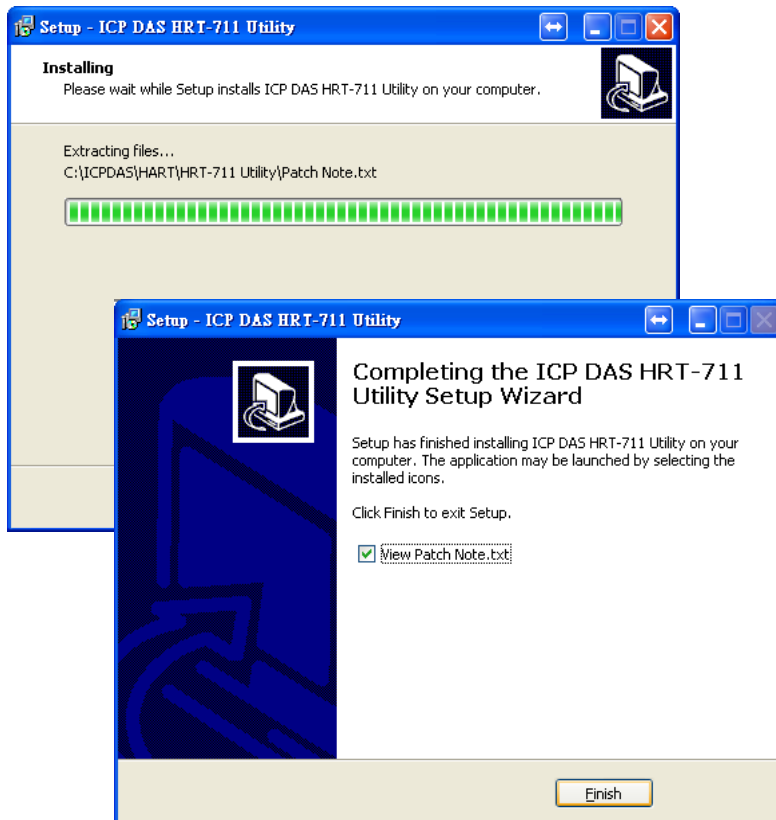 Setup - ICP DAS HRT-711 Utility
Installing
Please wait while Setup installs ICP DAS HRT-711 Utility on your computer.
Extracting files...
C:\ICPDAS\HART\HRT-711 Utility\Patch Note.txt
Setup - ICP DAS HRT-711 Utility
Completing the ICP DAS HRT-711
Utility Setup Wizard
Setup has finished installing ICP DAS HRT-711 Utility on your
computer. The application may be launched by selecting the
installed icons.
Click Finish to exit Setup.
View Patch Note.txt
Finish